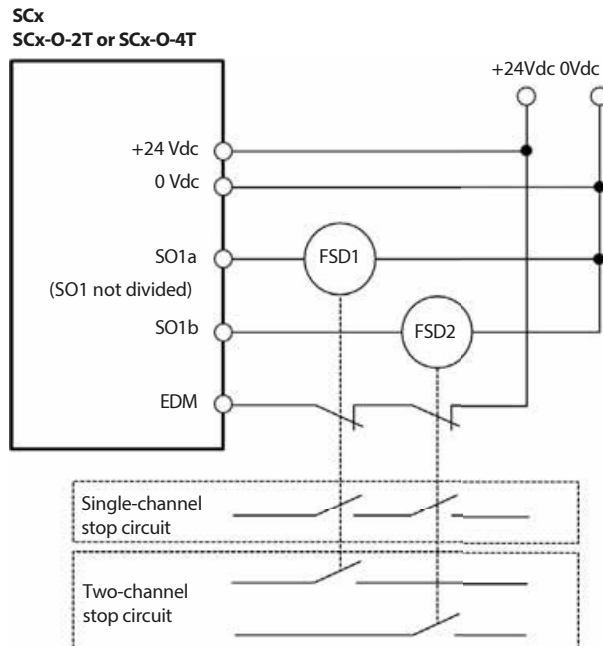 SCx
SCx-O-2T or SCx-O-4T
+24Vdc 0Vdc
+24 Vdc
0 Vdc
SO1a
FSD1
(SO1 not divided)
SO1b
FSD2
EDM
Single-channel
stop circuit
Two-channel
stop circuit